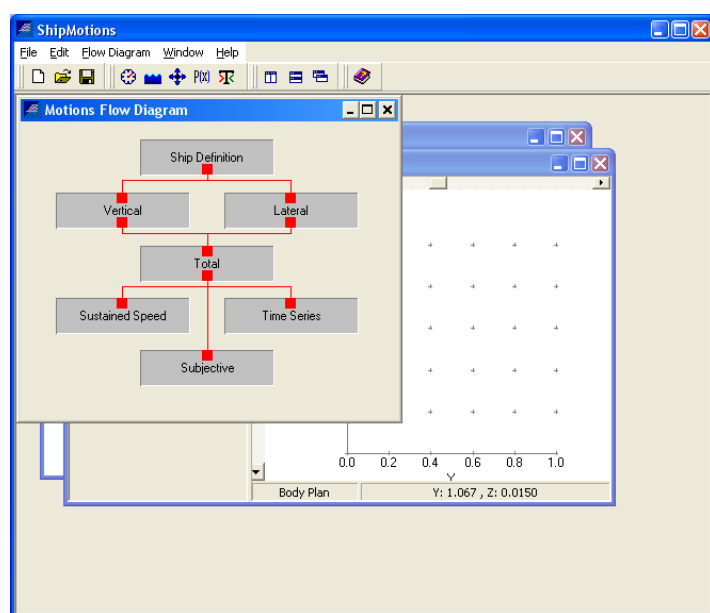 ShipMotions
File Edit Flow Diagram Window Help
P(x)
Motions Flow Diagram
Ship Definition
Vertical Lateral
Total
Sustained Speed Time Series
Subjective
0.0 0.2 0.4 0.6 0.8 1.0
Y
Body Plan Y: 1.067 , Z: 0.0150